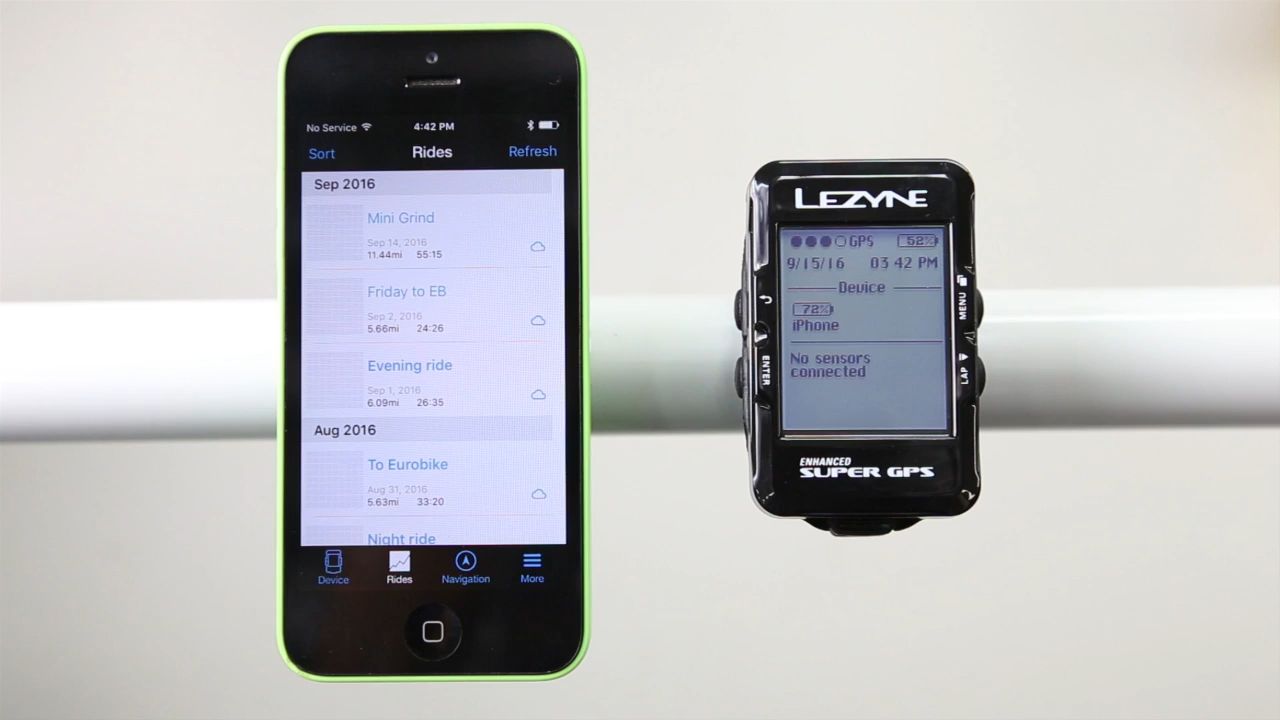 No Service 4:42 PM
Sort Rides Refresh
Sep 2016
Mini Grind
Sep 14, 2016
11.44mi 55:15
Friday to EB
Sep 2, 2016
5.66mi 24:26
Evening ride
Sep 1, 2016
6.09mi 26:35
Aug 2016
To Eurobike
Aug 31, 2016
5.63mi 33:20
Night ride
Device Rides Navigation More
LEZYNE
GPS 52%
9/15/16 03 42 PM
Device
72%
iPhone
No sensors
connected
MENU
ENTER
LAP
ENHANCED
SUPER GPS